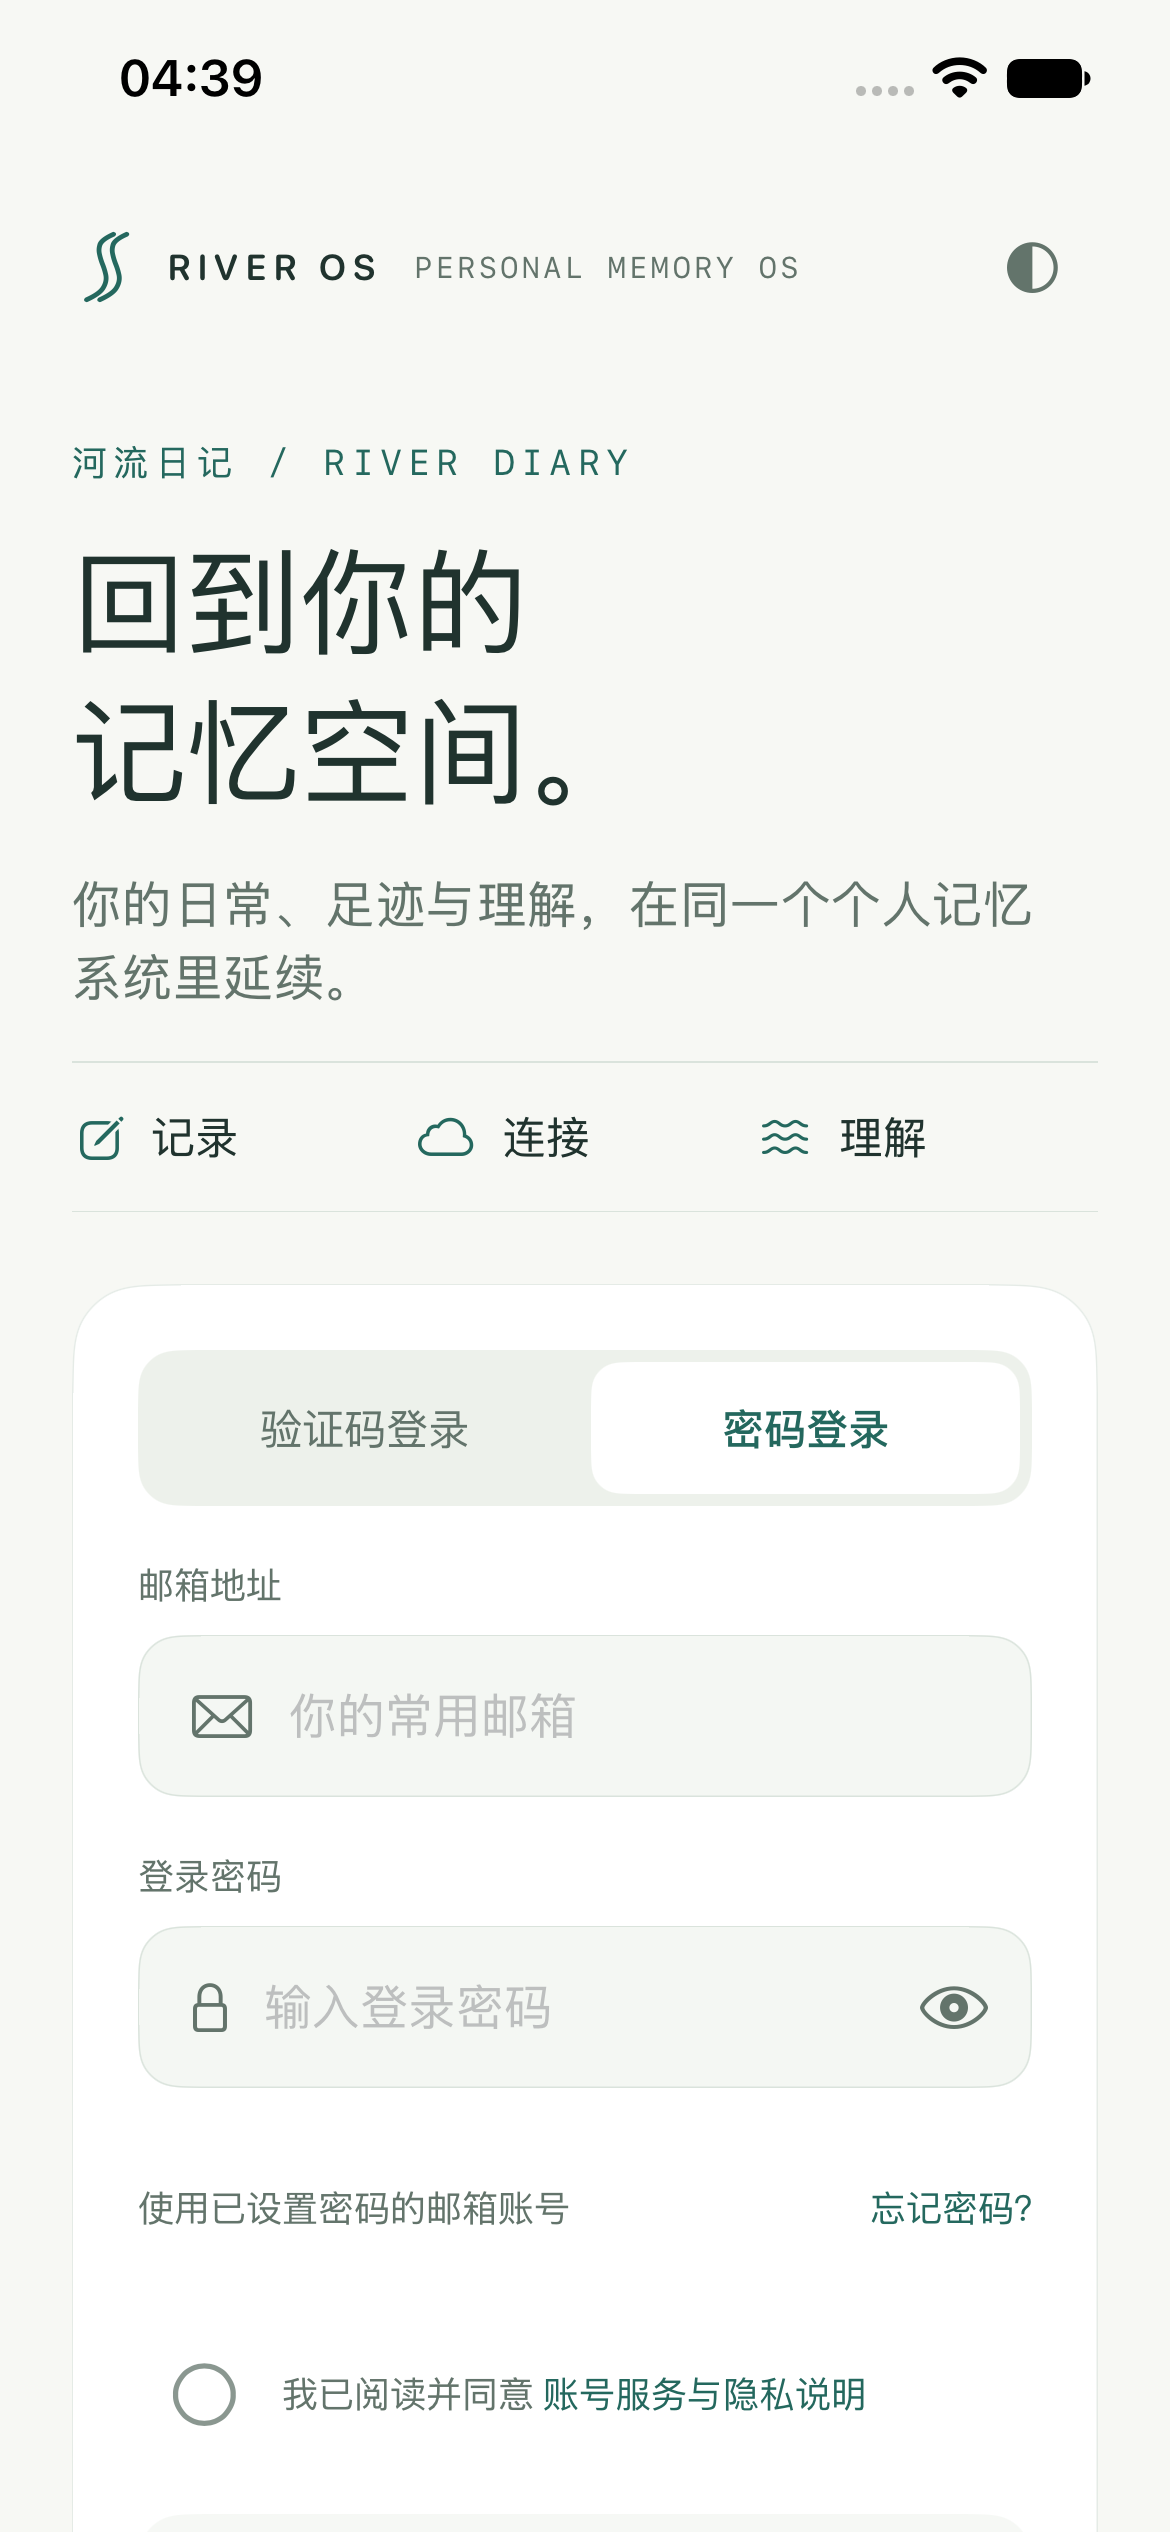 04:39
RIVER OS PERSONAL MEMORY OS
河流日记 / RIVER DIARY
回到你的
记忆空间。
你的日常、足迹与理解，在同一个个人记忆
系统里延续。
记录 连接 理解
验证码登录 密码登录
邮箱地址
你的常用邮箱
登录密码
输入登录密码
使用已设置密码的邮箱账号 忘记密码?
我已阅读并同意 账号服务与隐私说明